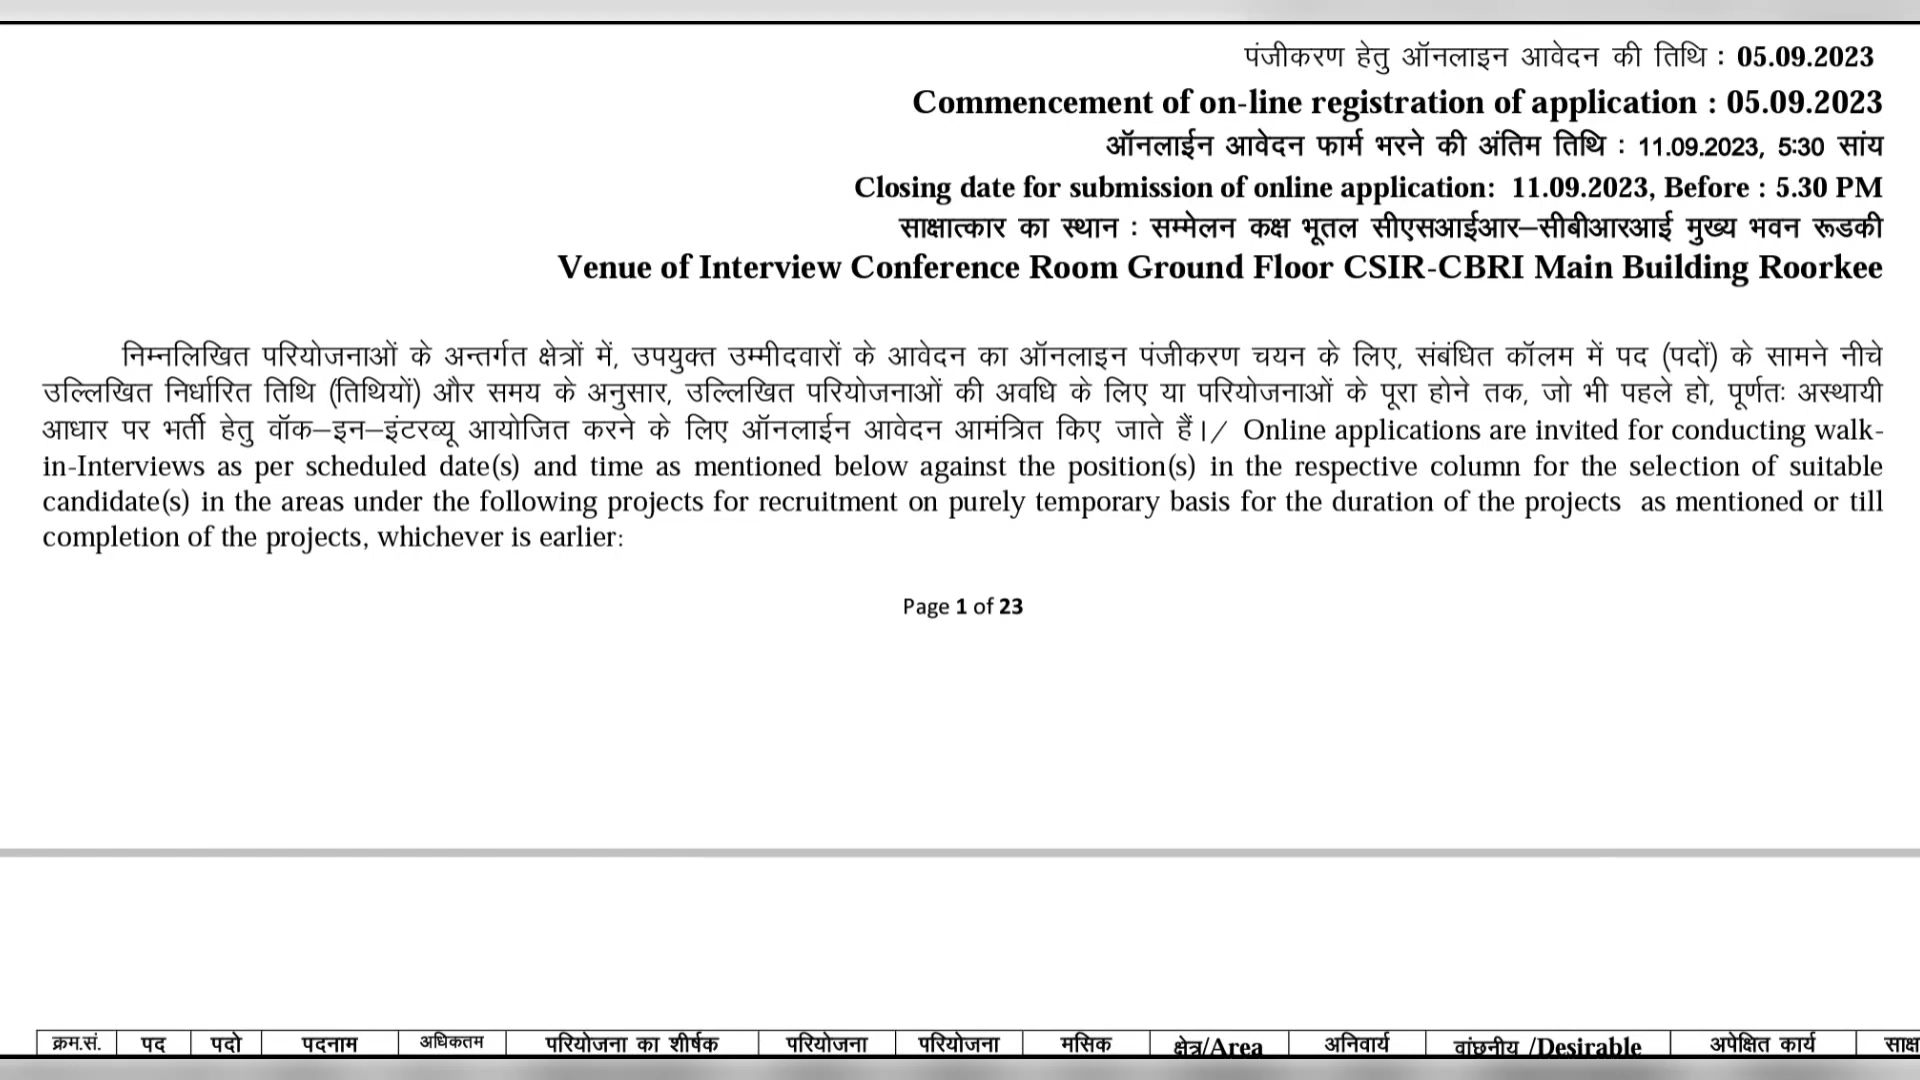 पंजीकरण हेतु ऑनलाइन आवेदन की तिथि : 05.09.2023
Commencement of on-line registration of application : 05.09.2023
ऑनलाईन आवेदन फार्म भरने की अंतिम तिथि : 11.09.2023, 5:30 सांय
Closing date for submission of online application: 11.09.2023, Before : 5.30 PM
साक्षात्कार का स्थान : सम्मेलन कक्ष भूतल सीएसआईआर–सीबीआरआई मुख्य भवन रूडकी
Venue of Interview Conference Room Ground Floor CSIR-CBRI Main Building Roorkee
निम्नलिखित परियोजनाओं के अन्तर्गत क्षेत्रों में, उपयुक्त उम्मीदवारों के आवेदन का ऑनलाइन पंजीकरण चयन के लिए, संबंधित कॉलम में पद (पदों) के सामने नीचे
उल्लिखित निर्धारित तिथि (तिथियों) और समय के अनुसार, उल्लिखित परियोजनाओं की अवधि के लिए या परियोजनाओं के पूरा होने तक, जो भी पहले हो, पूर्णतः अस्थायी
आधार पर भर्ती हेतु वॉक–इन–इंटरव्यू आयोजित करने के लिए ऑनलाईन आवेदन आमंत्रित किए जाते हैं।/ Online applications are invited for conducting walk-
in-Interviews as per scheduled date(s) and time as mentioned below against the position(s) in the respective column for the selection of suitable
candidate(s) in the areas under the following projects for recruitment on purely temporary basis for the duration of the projects as mentioned or till
completion of the projects, whichever is earlier:
Page 1 of 23
क्रम.सं. पद पदो पदनाम अधिकतम परियोजना का शीर्षक परियोजना परियोजना मसिक क्षेत्र/Area अनिवार्य वांछनीय /Desirable अपेक्षित कार्य